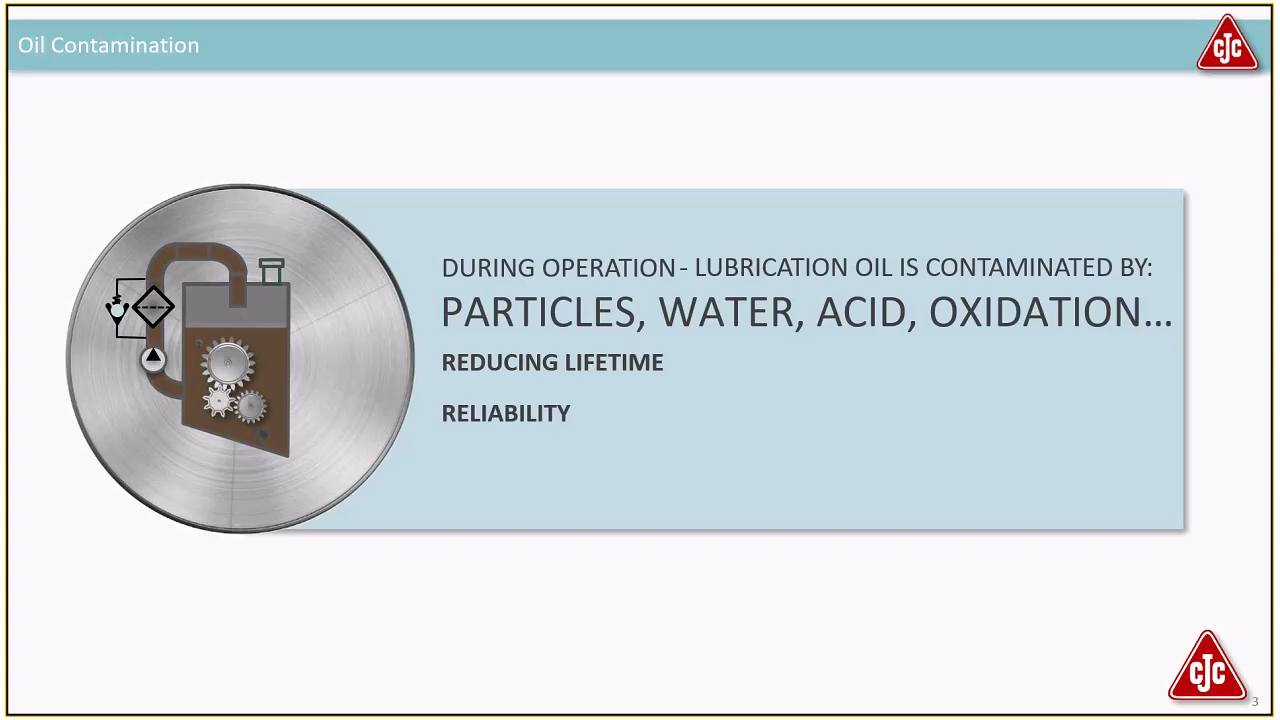 Oil Contamination
CJC
DURING OPERATION - LUBRICATION OIL IS CONTAMINATED BY:
PARTICLES, WATER, ACID, OXIDATION...
REDUCING LIFETIME
RELIABILITY
CJC
3